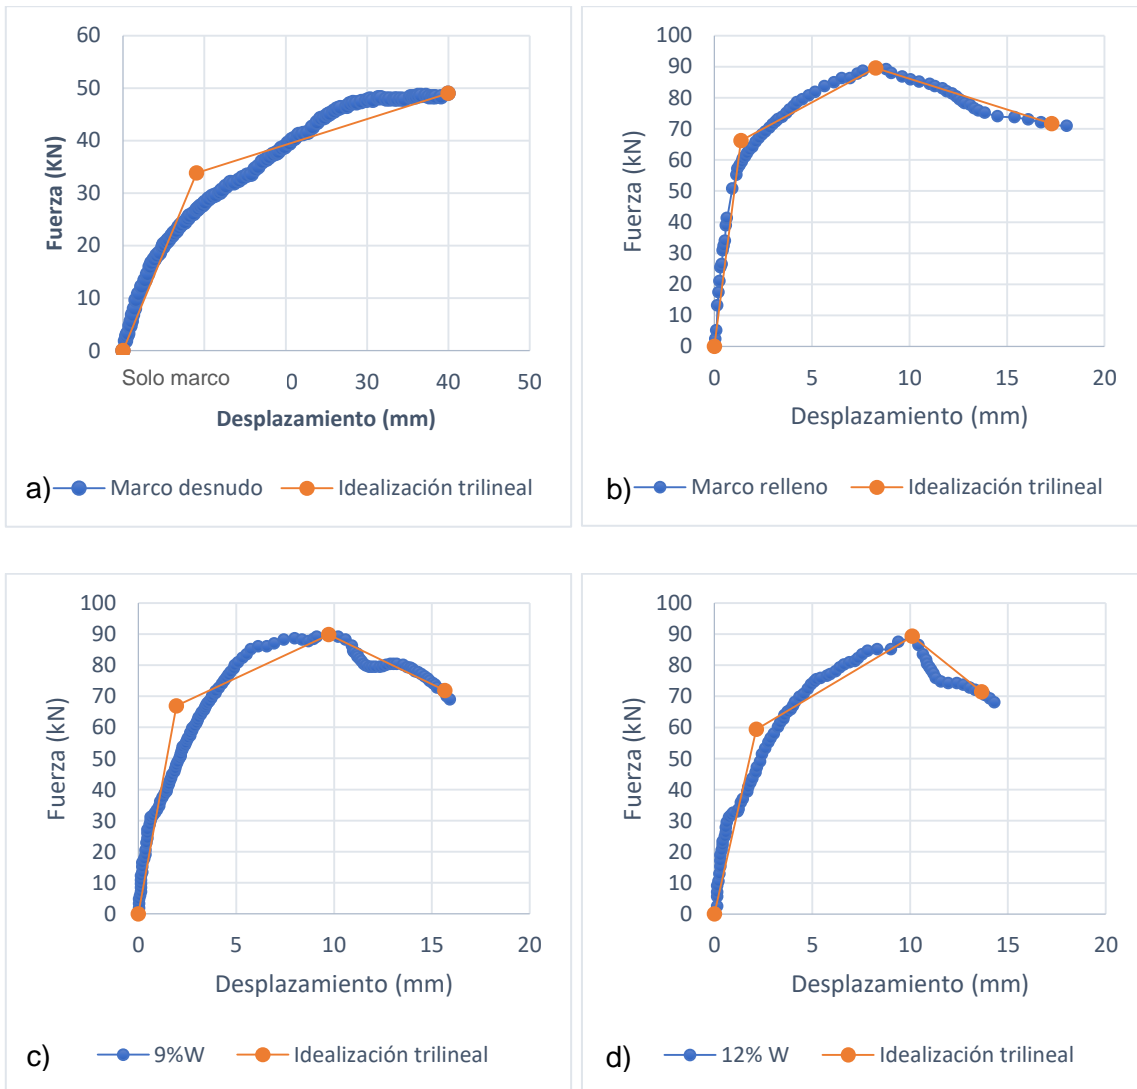 60
50
40
30
20
10
0
Fuerza (KN)
Solo marco 0 30 40 50
Desplazamiento (mm)
a) Marco desnudo Idealización trilineal
100
90
80
70
60
50
40
30
20
10
0
Fuerza (kN)
0 5 10 15 20
Desplazamiento (mm)
b) Marco relleno Idealización trilineal
100
90
80
70
60
50
40
30
20
10
0
Fuerza (kN)
0 5 10 15 20
Desplazamiento (mm)
c) 9%W Idealización trilineal
100
90
80
70
60
50
40
30
20
10
0
Fuerza (kN)
0 5 10 15 20
Desplazamiento (mm)
d) 12% W Idealización trilineal